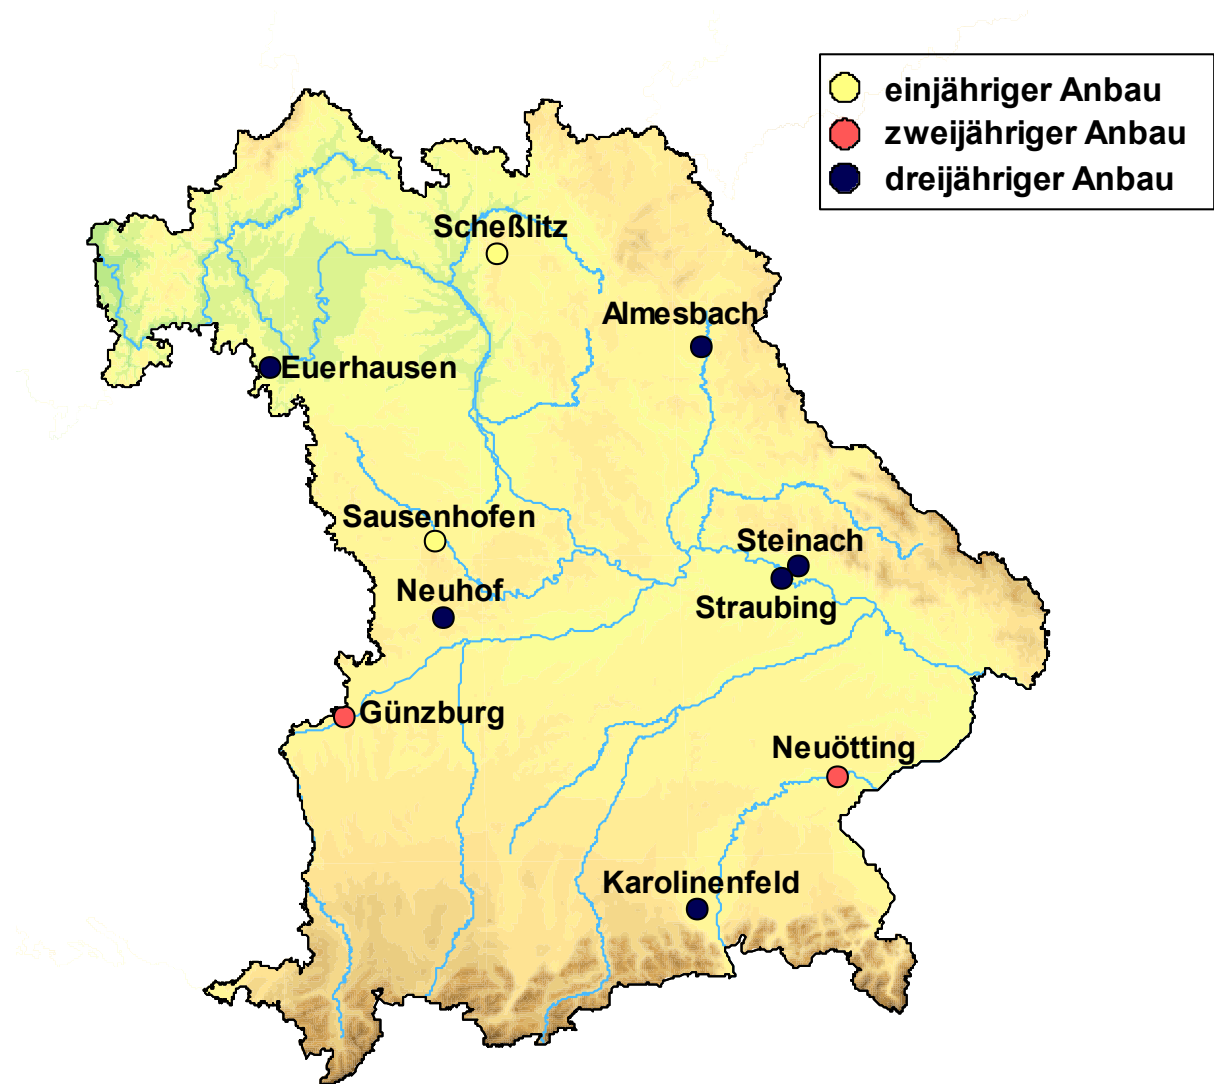 einjähriger Anbau
zweijähriger Anbau
dreijähriger Anbau
Scheßlitz
Almesbach
Euerhausen
Sausenhofen
Steinach
Neuhof
Straubing
Günzburg
Neuötting
Karolinenfeld